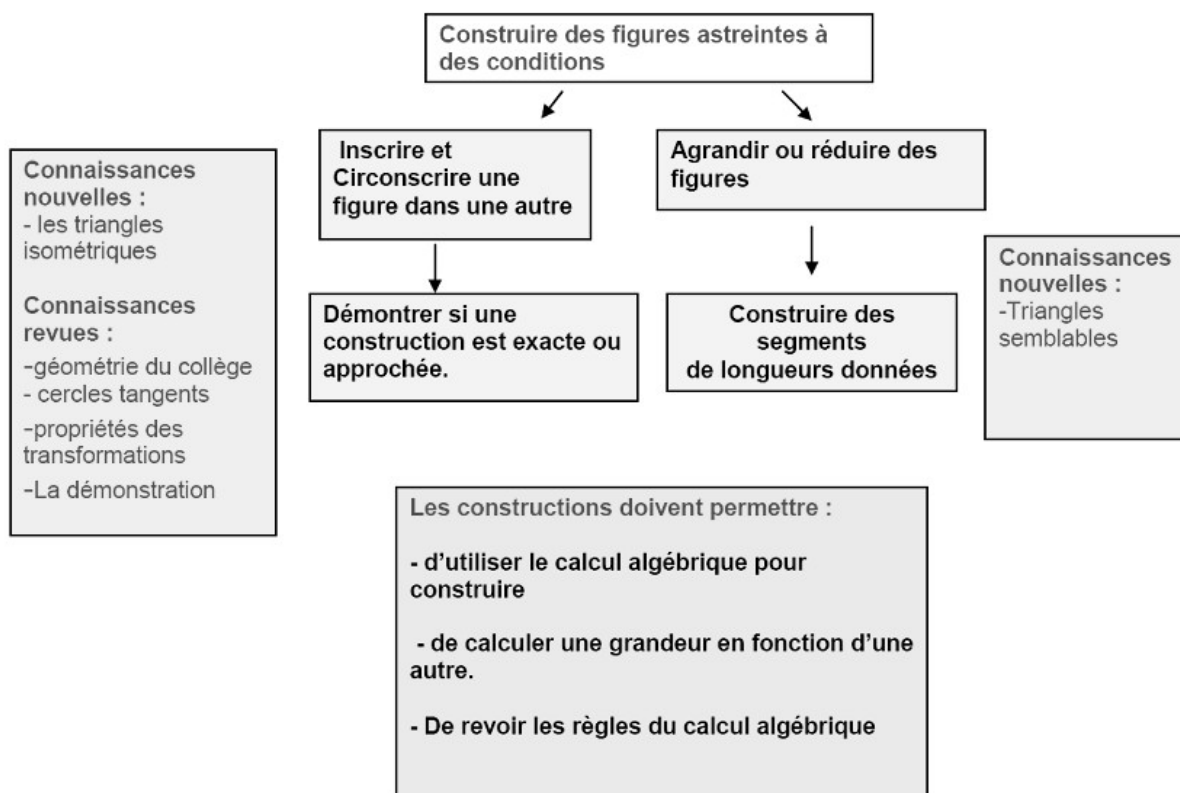 Construire des figures astreintes à
des conditions
Inscrire et
Circonscrire une
figure dans une autre
Agrandir ou réduire des
figures
Connaissances
nouvelles :
- les triangles
isométriques
Connaissances
revues :
-géométrie du collège
- cercles tangents
-propriétés des
transformations
-La démonstration
Démontrer si une
construction est exacte ou
approchée.
Construire des
segments
de longueurs données
Connaissances
nouvelles :
-Triangles
semblables
Les constructions doivent permettre :
- d’utiliser le calcul algébrique pour
construire
- de calculer une grandeur en fonction d’une
autre.
- De revoir les règles du calcul algébrique